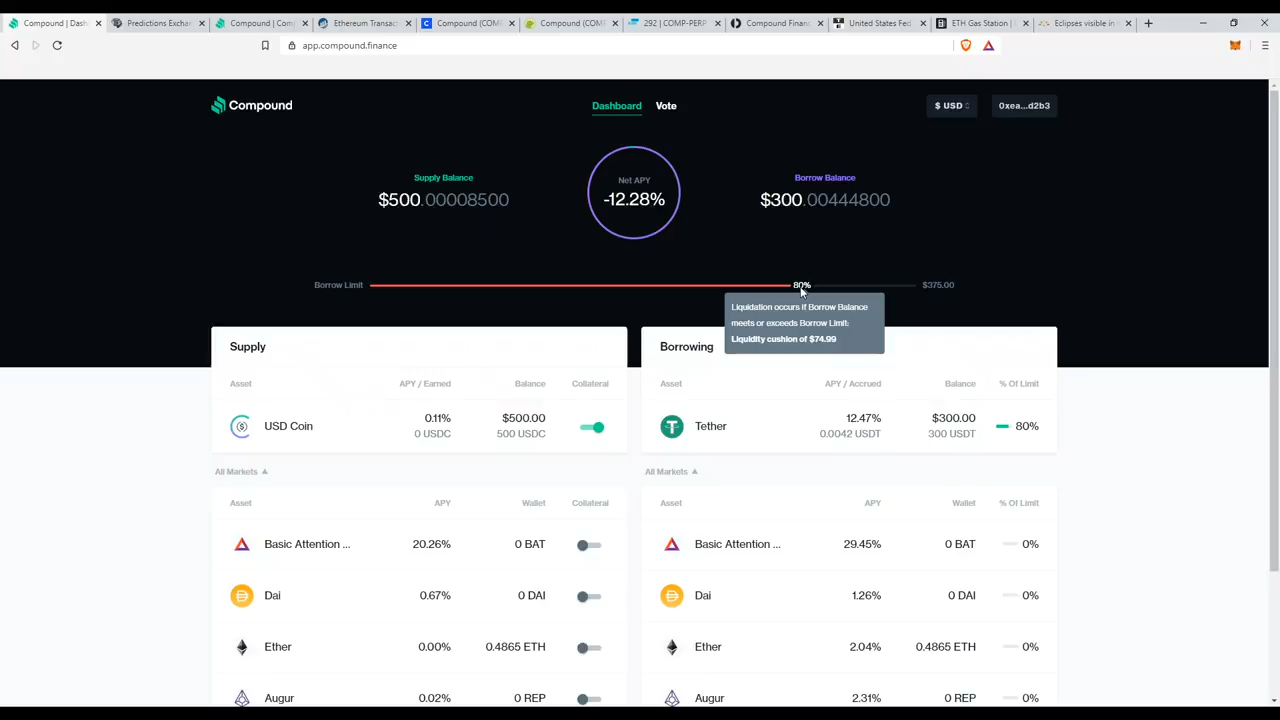 Compound | Dash
Predictions Exchan
Compound | Comp
Ethereum Transact
Compound (COMP
Compound (COMP
292 | COMP-PERP
Compound Financ
United States Fed
ETH Gas Station |
Eclipses visible in
app.compound.finance
Compound
Dashboard
Vote
$ USD
0xea...d2b3
Supply Balance
$500.00008500
Net APY
-12.28%
Borrow Balance
$300.00444800
Borrow Limit
80%
$375.00
Liquidation occurs if Borrow Balance
meets or exceeds Borrow Limit:
Liquidity cushion of $74.99
Supply
Asset
APY / Earned
Balance
Collateral
USD Coin
0.11%
0 USDC
$500.00
500 USDC
All Markets
Asset
APY
Wallet
Collateral
Basic Attention ...
20.26%
0 BAT
Dai
0.67%
0 DAI
Ether
0.00%
0.4865 ETH
Augur
0.02%
0 REP
Borrowing
Asset
APY / Accrued
Balance
% Of Limit
Tether
12.47%
0.0042 USDT
$300.00
300 USDT
80%
All Markets
Asset
APY
Wallet
% Of Limit
Basic Attention ...
29.45%
0 BAT
0%
Dai
1.26%
0 DAI
0%
Ether
2.04%
0.4865 ETH
0%
Augur
2.31%
0 REP
0%